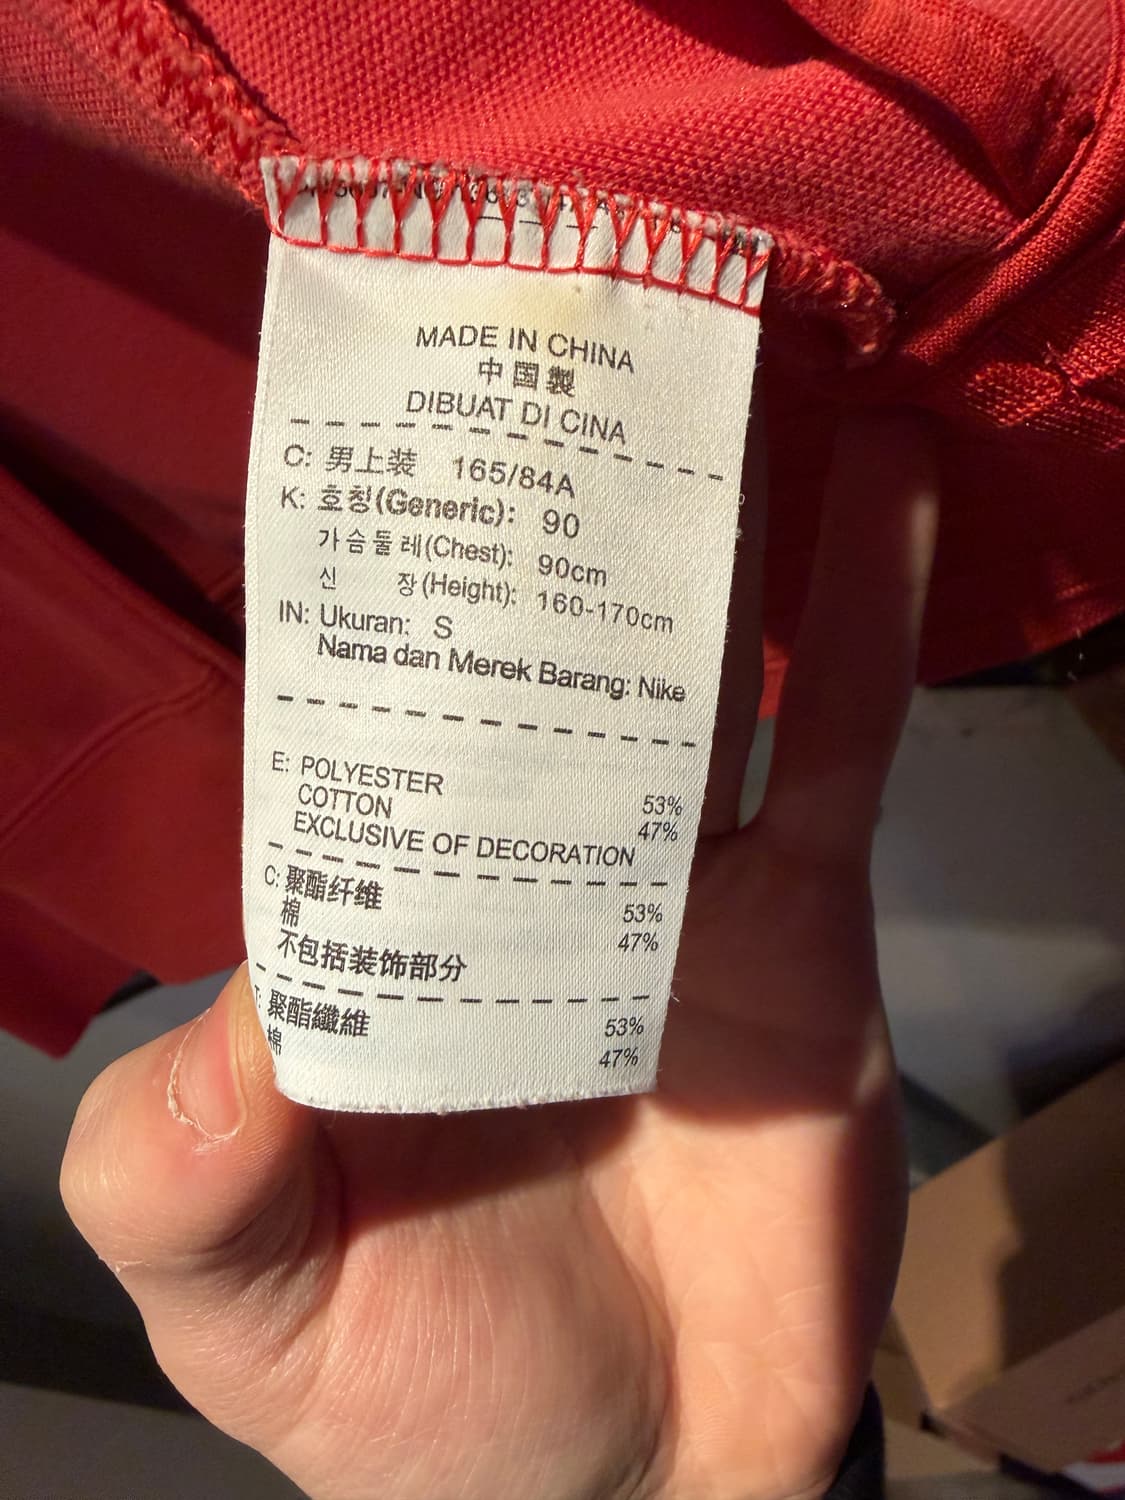 MADE IN CHINA
中国製
DIBUAT DI CINA
C: 男上装 165/84A
K: 호칭(Generic): 90
가슴둘레(Chest): 90cm
신 장(Height): 160-170cm
IN: Ukuran: S
Nama dan Merek Barang: Nike
E: POLYESTER 53%
COTTON 47%
EXCLUSIVE OF DECORATION
C: 聚酯纤维 53%
棉 47%
不包括装饰部分
T: 聚酯纖維 53%
棉 47%